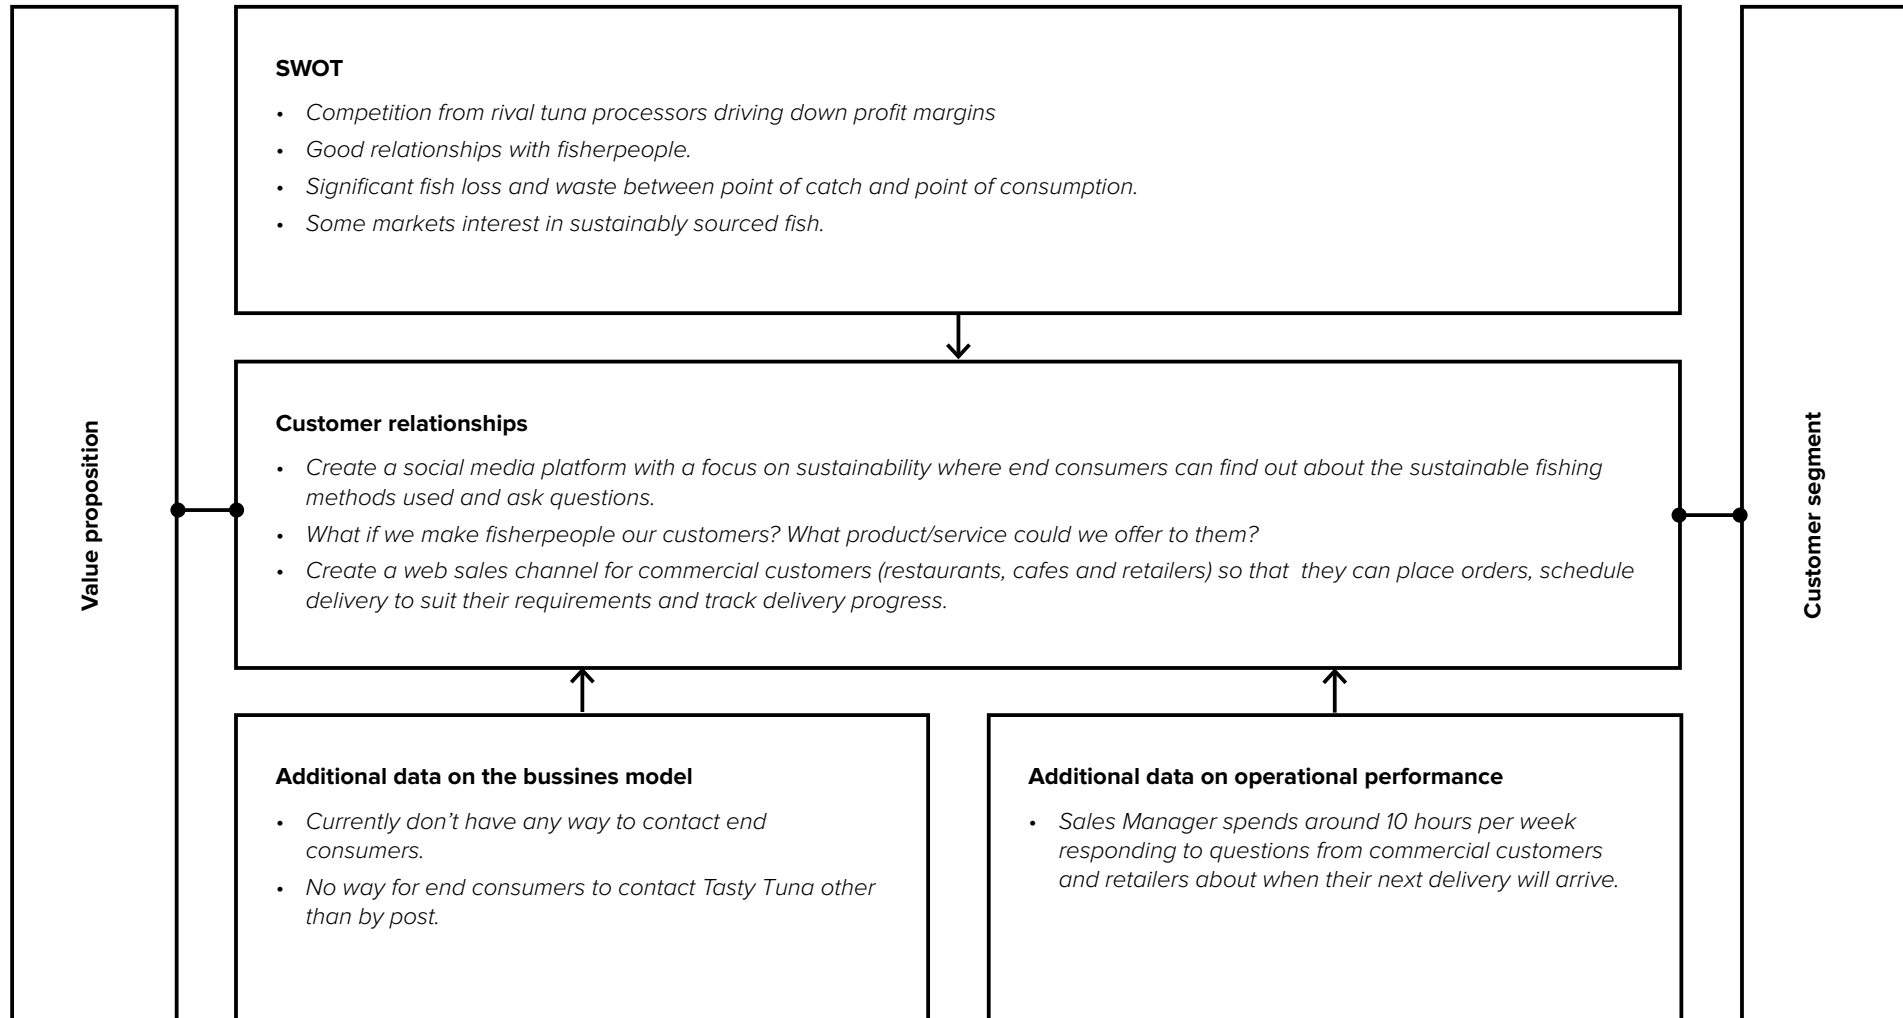 SWOT
• Competition from rival tuna processors driving down profit margins
• Good relationships with fisherpeople.
• Significant fish loss and waste between point of catch and point of consumption.
• Some markets interest in sustainably sourced fish.
Value proposition
Customer relationships
• Create a social media platform with a focus on sustainability where end consumers can find out about the sustainable fishing
methods used and ask questions.
• What if we make fisherpeople our customers? What product/service could we offer to them?
• Create a web sales channel for commercial customers (restaurants, cafes and retailers) so that  they can place orders, schedule
delivery to suit their requirements and track delivery progress.
Customer segment
Additional data on the bussines model
• Currently don’t have any way to contact end
consumers.
• No way for end consumers to contact Tasty Tuna other
than by post.
Additional data on operational performance
• Sales Manager spends around 10 hours per week
responding to questions from commercial customers
and retailers about when their next delivery will arrive.